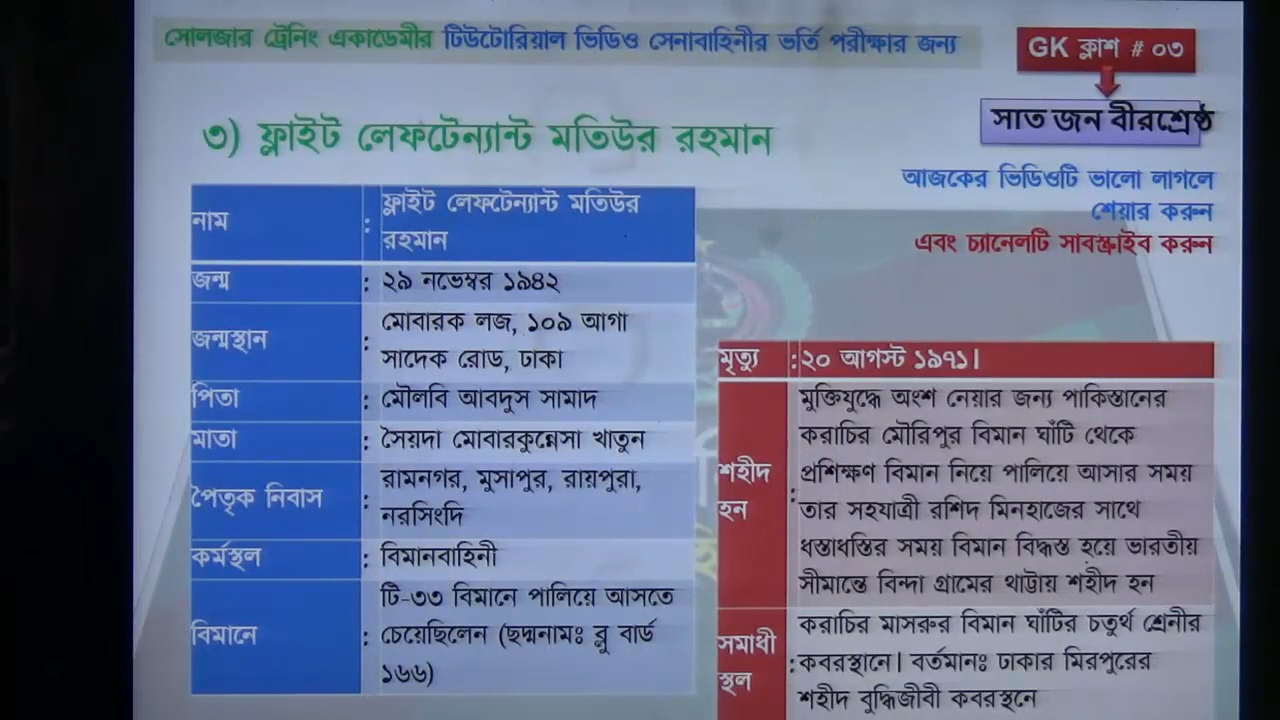 সোলজার ট্রেনিং একাডেমীর টিউটোরিয়াল ভিডিও সেনাবাহিনীর ভর্তি পরীক্ষার জন্য
GK ক্লাশ # ০৩
সাত জন বীরশ্রেষ্ঠ
৩) ফ্লাইট লেফটেন্যান্ট মতিউর রহমান
আজকের ভিডিওটি ভালো লাগলে
শেয়ার করুন
এবং চ্যানেলটি সাবস্ক্রাইব করুন
নাম : ফ্লাইট লেফটেন্যান্ট মতিউর
রহমান
জন্ম : ২৯ নভেম্বর ১৯৪২
জন্মস্থান : মোবারক লজ, ১০৯ আগা
সাদেক রোড, ঢাকা
পিতা : মৌলবি আবদুস সামাদ
মাতা : সৈয়দা মোবারকুন্নেসা খাতুন
পৈতৃক নিবাস : রামনগর, মুসাপুর, রায়পুরা,
নরসিংদি
কর্মস্থল : বিমানবাহিনী
বিমানে : টি-৩৩ বিমানে পালিয়ে আসতে
চেয়েছিলেন (ছদ্মনামঃ ব্লু বার্ড
১৬৬)
মৃত্যু : ২০ আগস্ট ১৯৭১।
শহীদ হন : মুক্তিযুদ্ধে অংশ নেয়ার জন্য পাকিস্তানের
করাচির মৌরিপুর বিমান ঘাঁটি থেকে
প্রশিক্ষণ বিমান নিয়ে পালিয়ে আসার সময়
তার সহযাত্রী রশিদ মিনহাজের সাথে
ধস্তাধস্তির সময় বিমান বিদ্ধস্ত হয়ে ভারতীয়
সীমান্তে বিন্দা গ্রামের থাট্টায় শহীদ হন
সমাধী স্থল : করাচির মাসরুর বিমান ঘাঁটির চতুর্থ শ্রেনীর
কবরস্থানে। বর্তমানঃ ঢাকার মিরপুরের
শহীদ বুদ্ধিজীবী কবরস্থনে